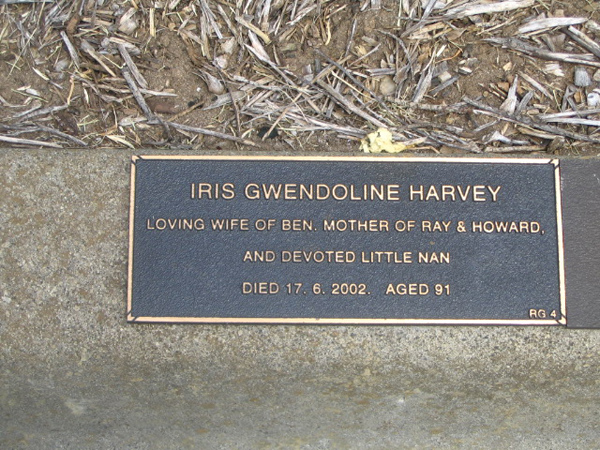 IRIS GWENDOLINE HARVEY
LOVING WIFE OF BEN. MOTHER OF RAY & HOWARD,
AND DEVOTED LITTLE NAN
DIED 17. 6. 2002. AGED 91
RG 4